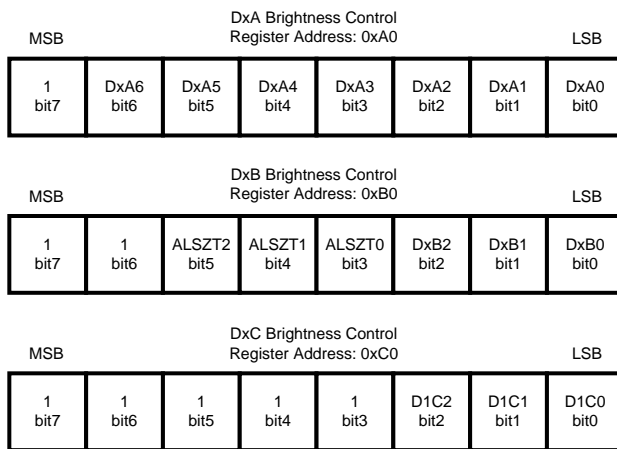 DxA Brightness Control
MSB Register Address: 0xA0 LSB
1 DxA6 DxA5 DxA4 DxA3 DxA2 DxA1 DxA0
bit7 bit6 bit5 bit4 bit3 bit2 bit1 bit0
DxB Brightness Control
MSB Register Address: 0xB0 LSB
1 1 ALSZT2 ALSZT1 ALSZT0 DxB2 DxB1 DxB0
bit7 bit6 bit5 bit4 bit3 bit2 bit1 bit0
DxC Brightness Control
MSB Register Address: 0xC0 LSB
1 1 1 1 1 D1C2 D1C1 D1C0
bit7 bit6 bit5 bit4 bit3 bit2 bit1 bit0